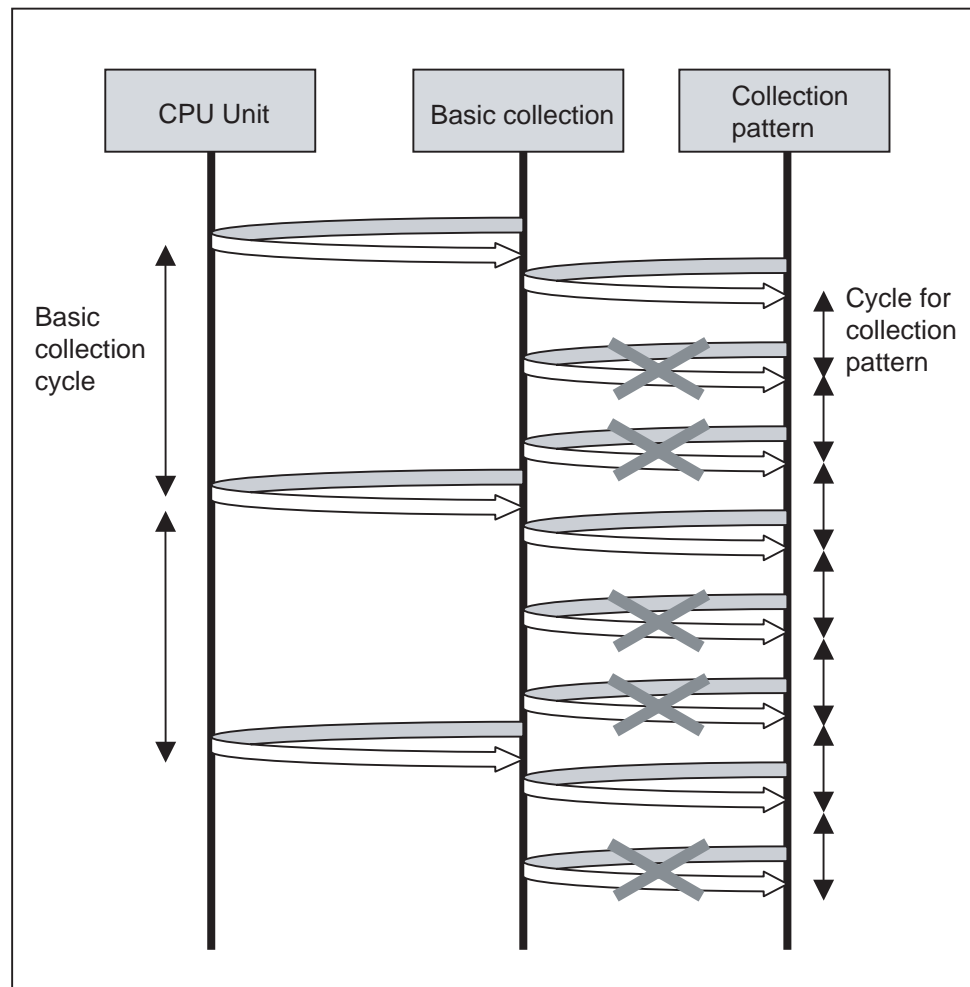 CPU Unit
Basic collection
Collection
pattern
Basic
collection
cycle
Cycle for
collection
pattern